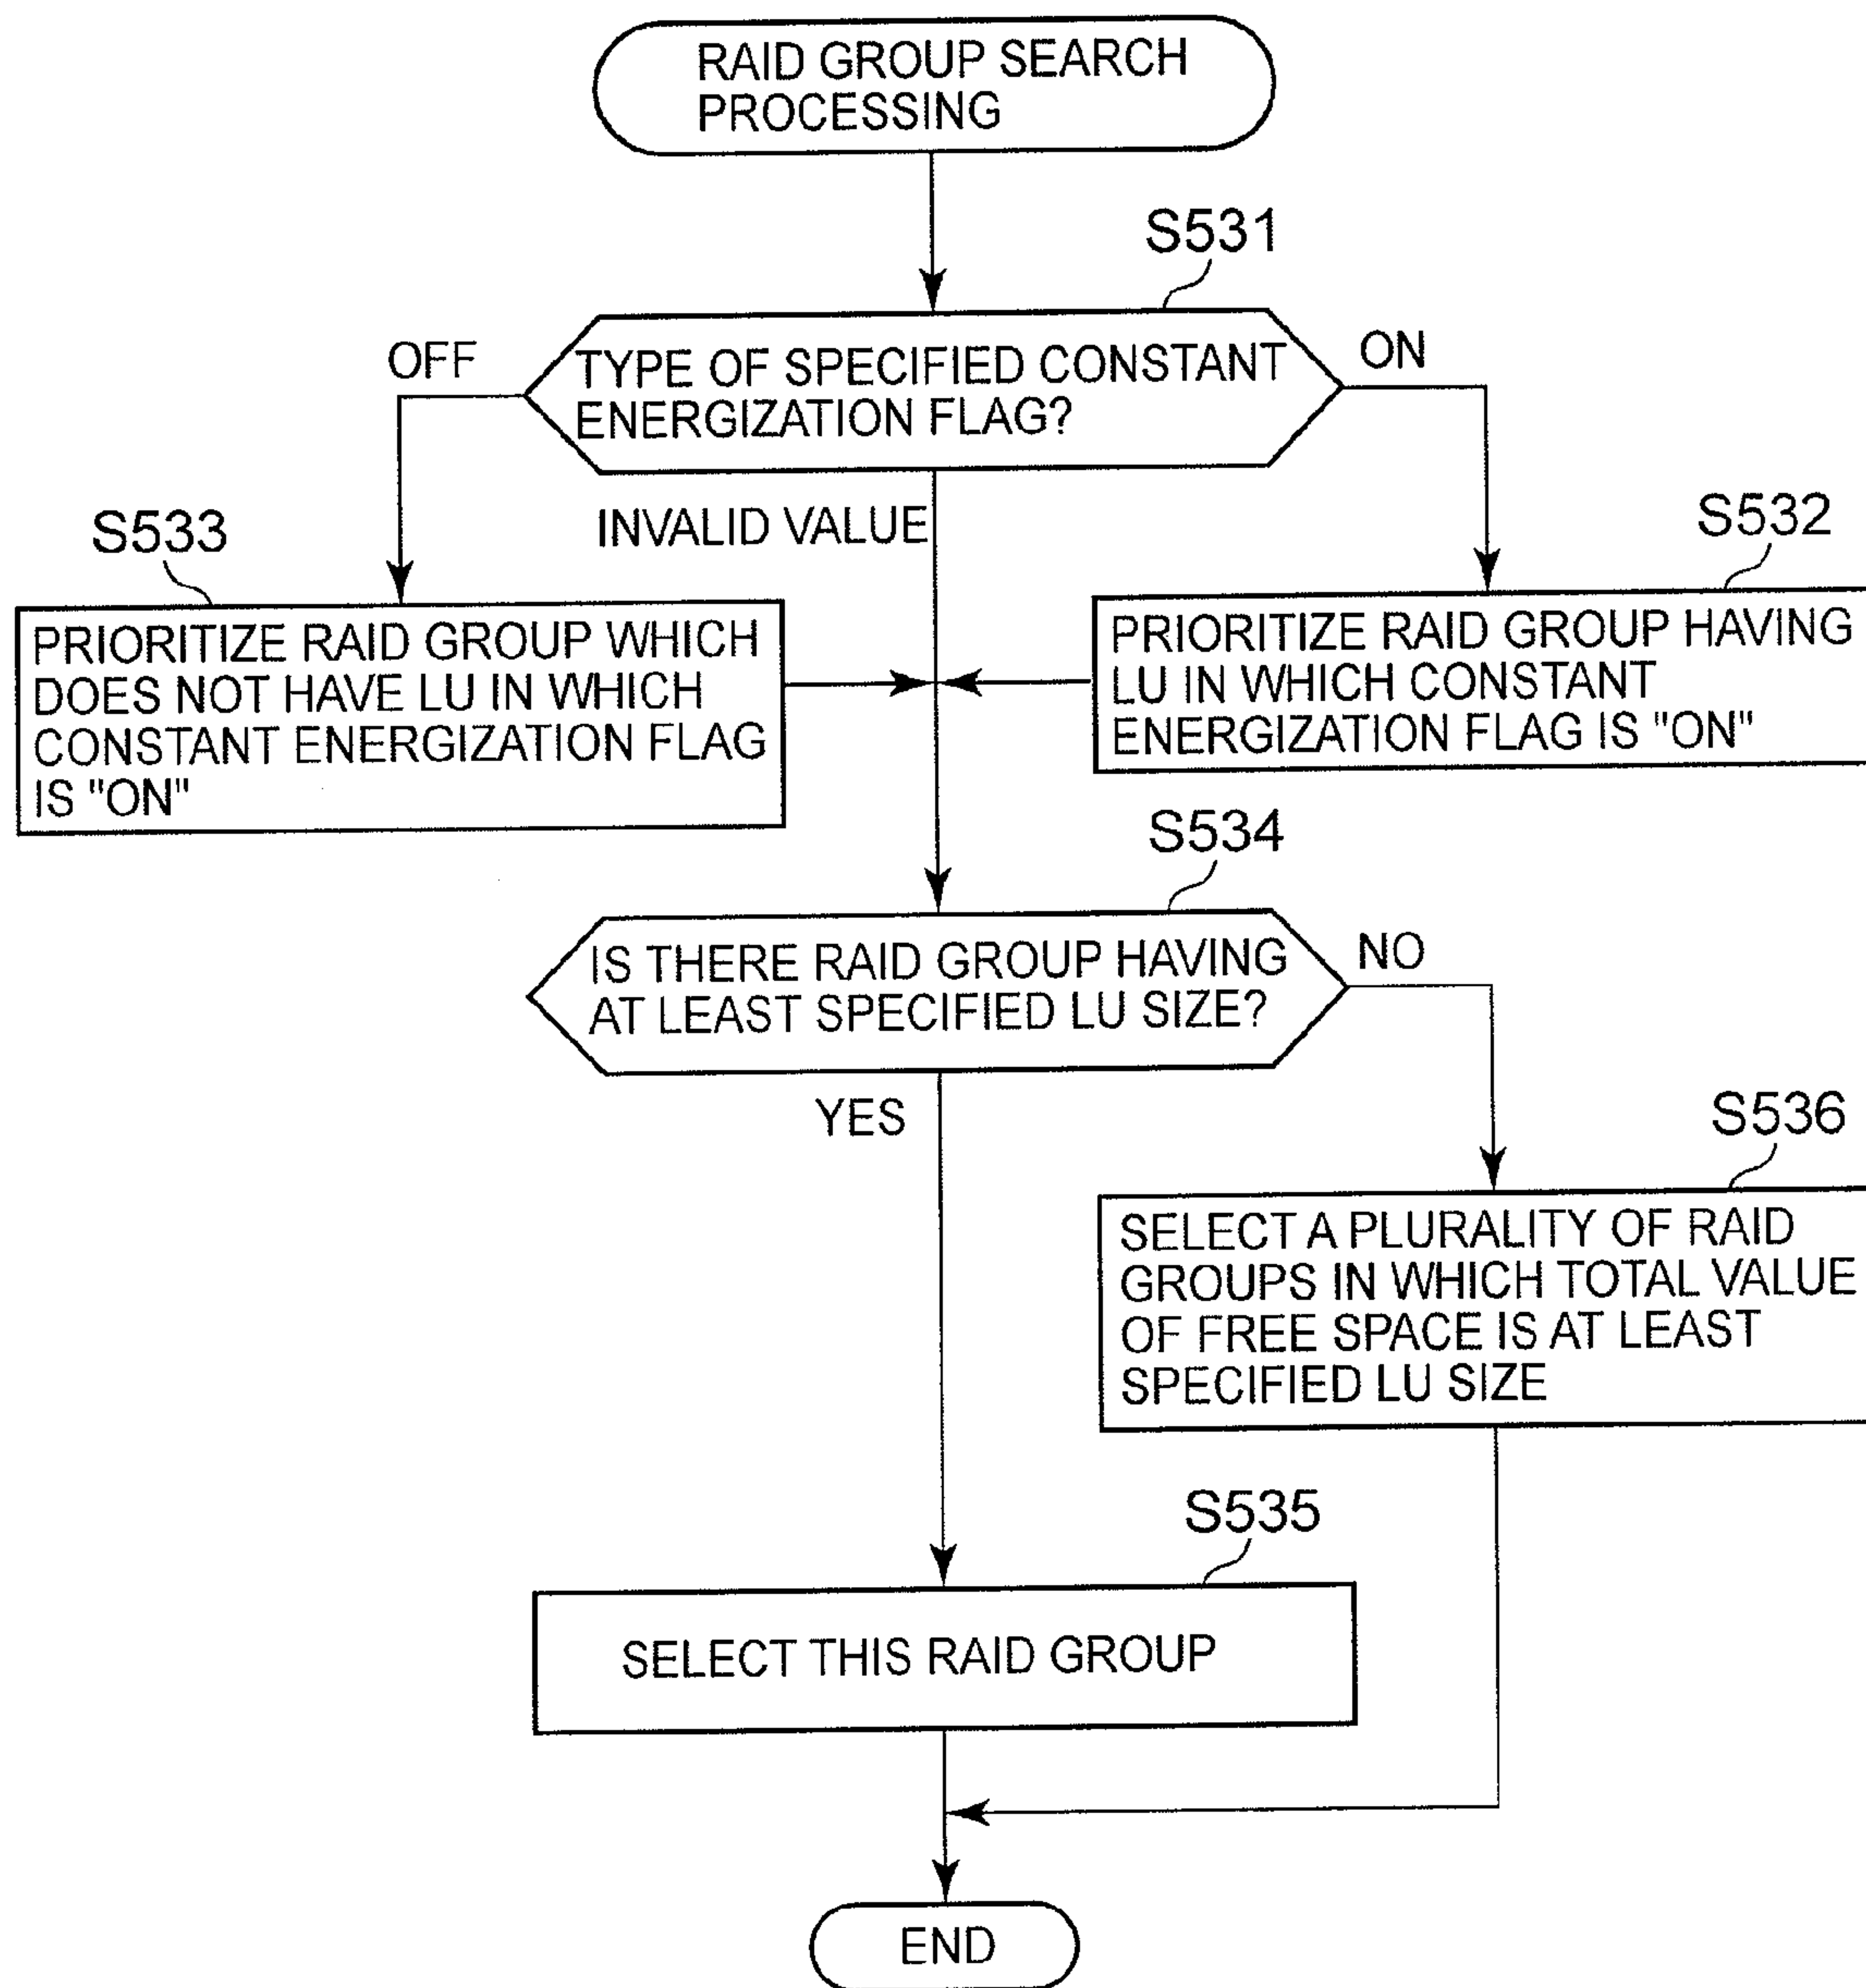 RAID GROUP SEARCH
PROCESSING
S531
OFF
TYPE OF SPECIFIED CONSTANT
ENERGIZATION FLAG?
ON
S533
INVALID VALUE
S532
PRIORITIZE RAID GROUP WHICH
DOES NOT HAVE LU IN WHICH
CONSTANT ENERGIZATION FLAG
IS "ON"
PRIORITIZE RAID GROUP HAVING
LU IN WHICH CONSTANT
ENERGIZATION FLAG IS "ON"
S534
IS THERE RAID GROUP HAVING
AT LEAST SPECIFIED LU SIZE?
NO
YES
S536
SELECT A PLURALITY OF RAID
GROUPS IN WHICH TOTAL VALUE
OF FREE SPACE IS AT LEAST
SPECIFIED LU SIZE
S535
SELECT THIS RAID GROUP
END